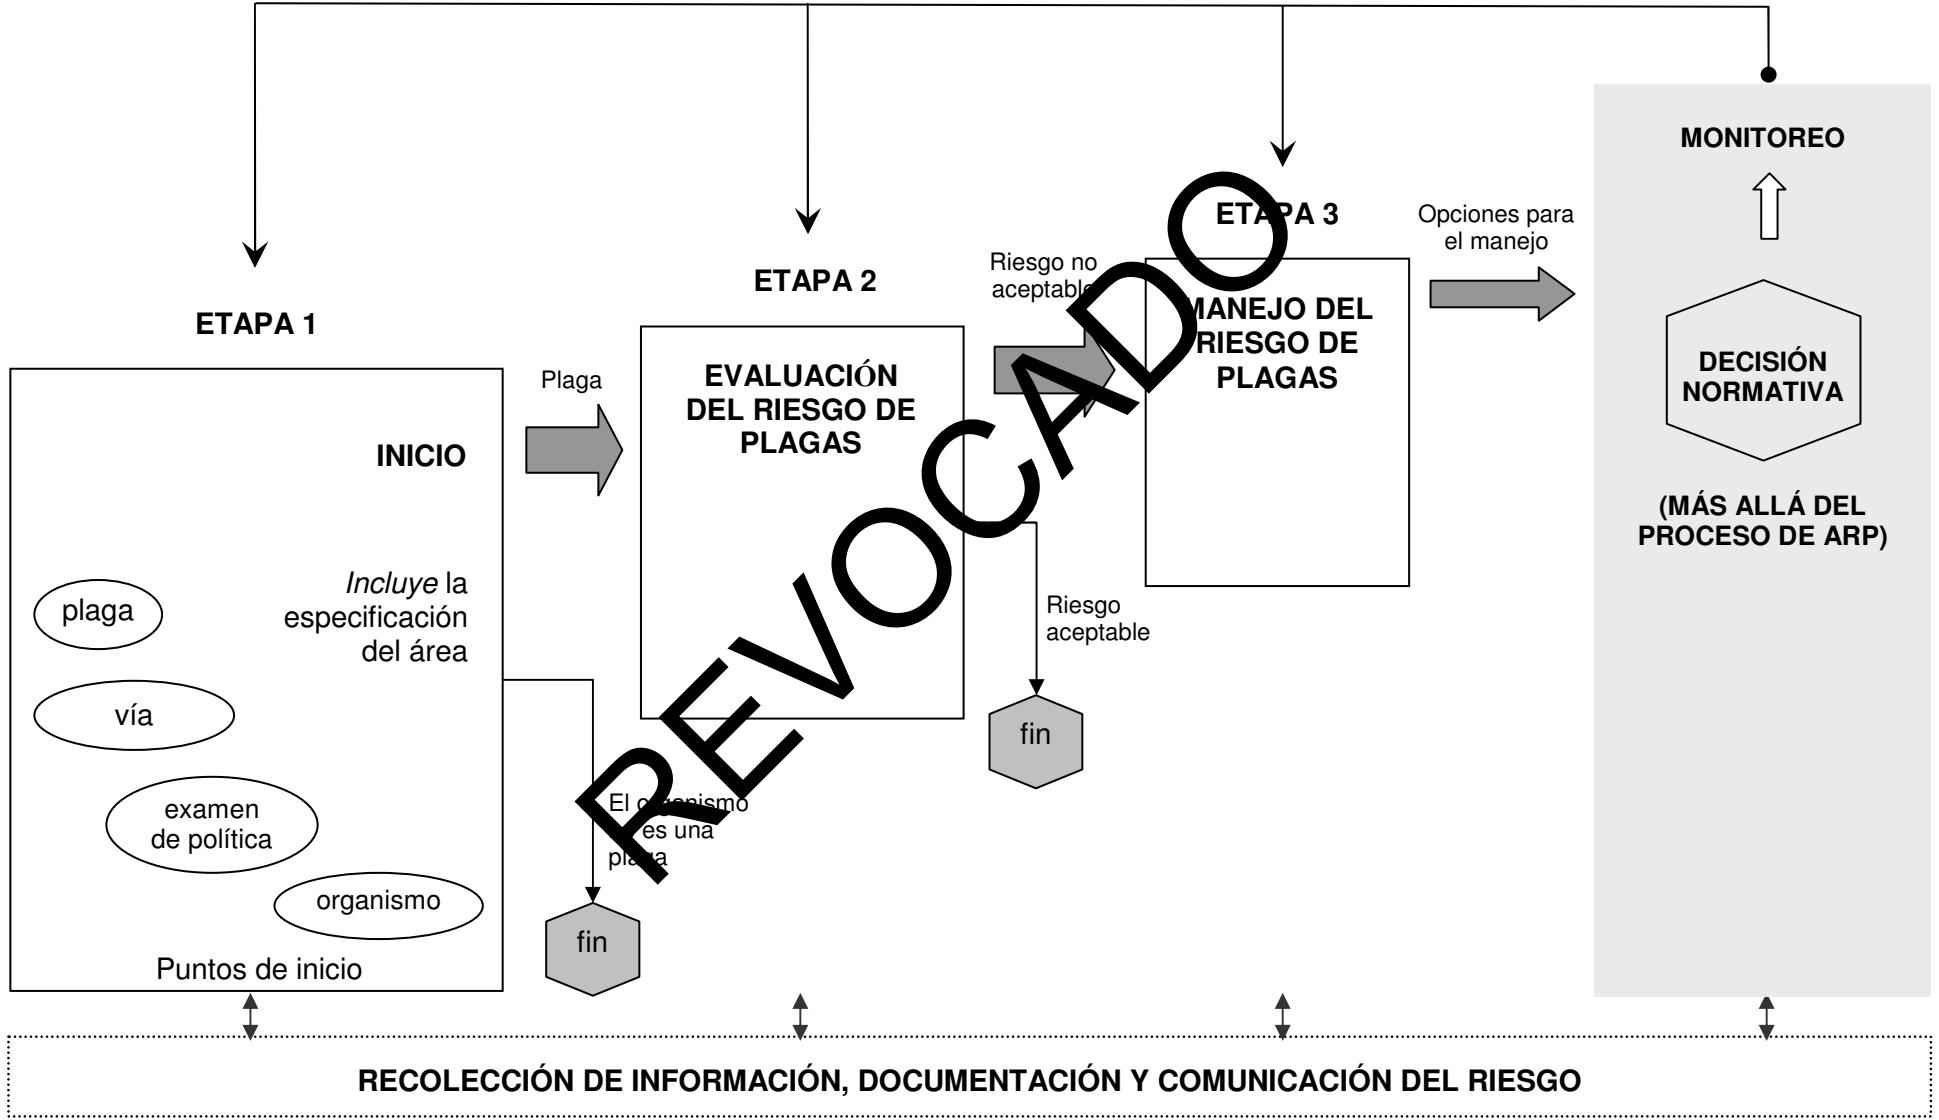 ETAPA 1
INICIO
Incluye la
especificación
del área
plaga
vía
examen
de política
organismo
Puntos de inicio
Plaga
El organismo
es una
plaga
fin
ETAPA 2
EVALUACIÓN
DEL RIESGO DE
PLAGAS
Riesgo no
aceptable
Riesgo
aceptable
fin
ETAPA 3
MANEJO DEL
RIESGO DE
PLAGAS
Opciones para
el manejo
MONITOREO
DECISIÓN
NORMATIVA
(MÁS ALLÁ DEL
PROCESO DE ARP)
REVOCADO
RECOLECCIÓN DE INFORMACIÓN, DOCUMENTACIÓN Y COMUNICACIÓN DEL RIESGO